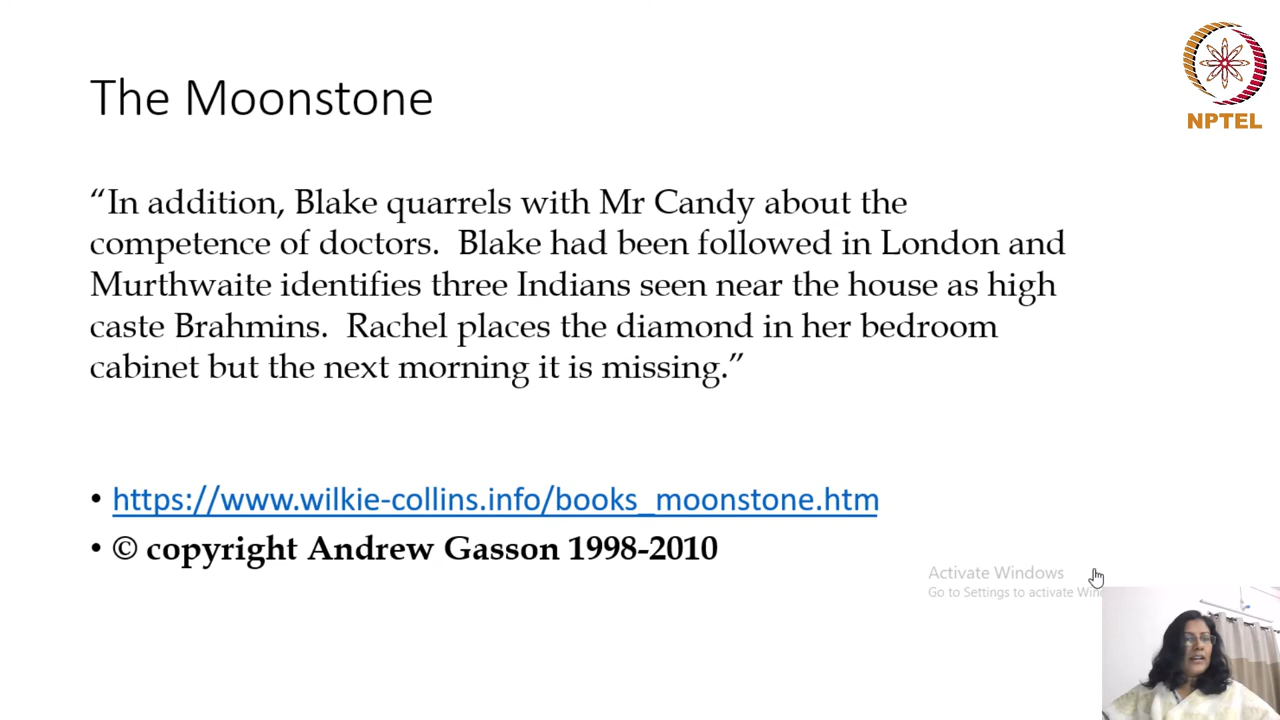 The Moonstone
NPTEL
“In addition, Blake quarrels with Mr Candy about the
competence of doctors.  Blake had been followed in London and
Murthwaite identifies three Indians seen near the house as high
caste Brahmins.  Rachel places the diamond in her bedroom
cabinet but the next morning it is missing.”
• https://www.wilkie-collins.info/books_moonstone.htm
• © copyright Andrew Gasson 1998-2010
Activate Windows
Go to Settings to activate